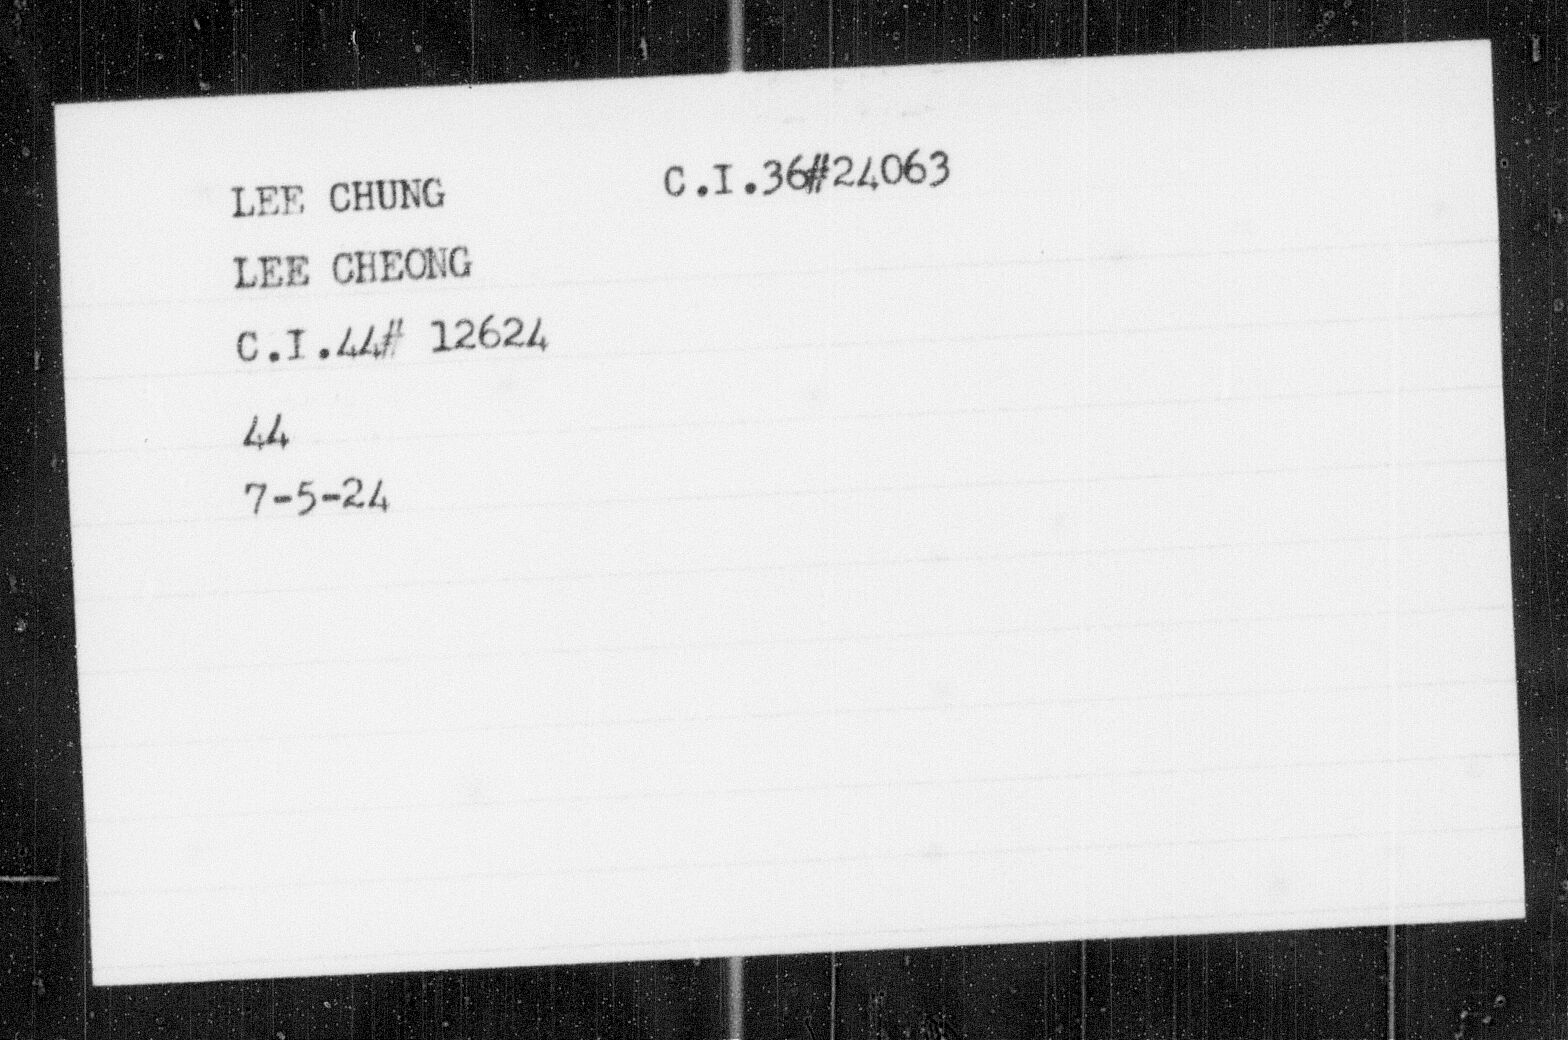 LEE CHUNG C.I.36#24063
LEE CHEONG
C.I.44# 12624
44
7-5-24